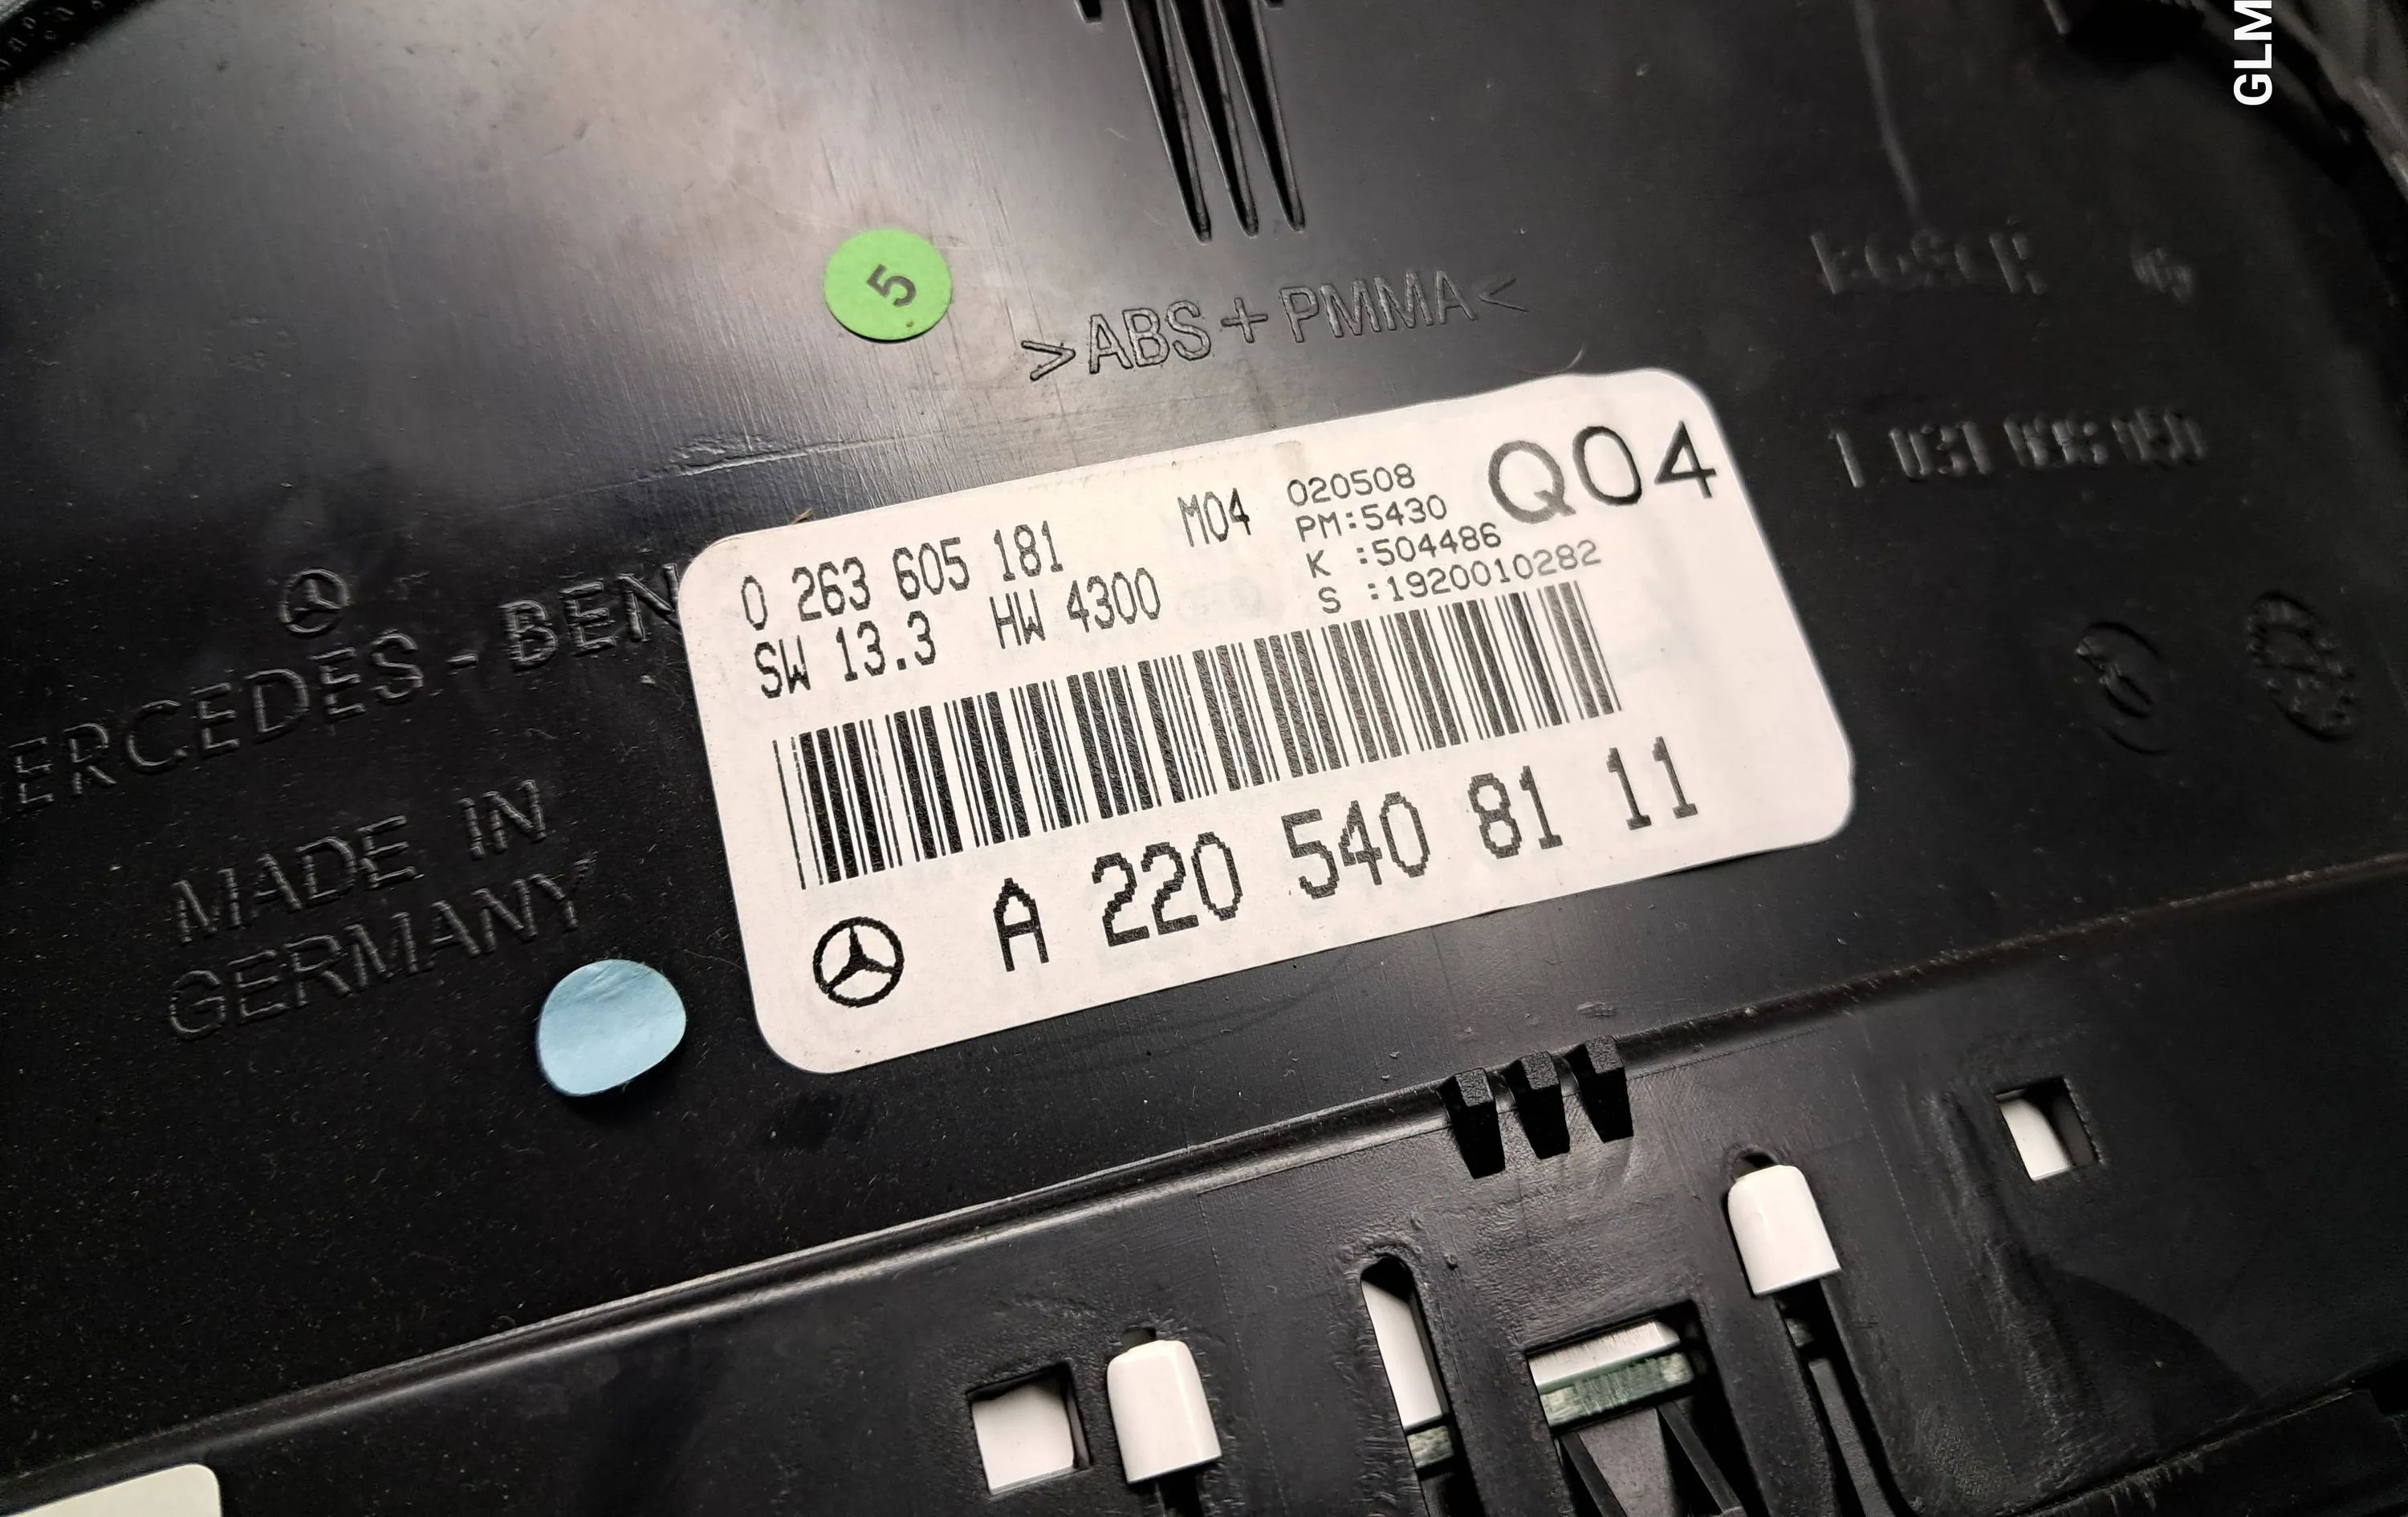 GLM
5
>ABS+PMMA<
BOSCH
MERCEDES-BEN
MADE IN
GERMANY
0 263 605 181
SW 13.3 HW 4300
M04
020508
PM:5430
K :504486
S :1920010282
Q04
A 220 540 81 11